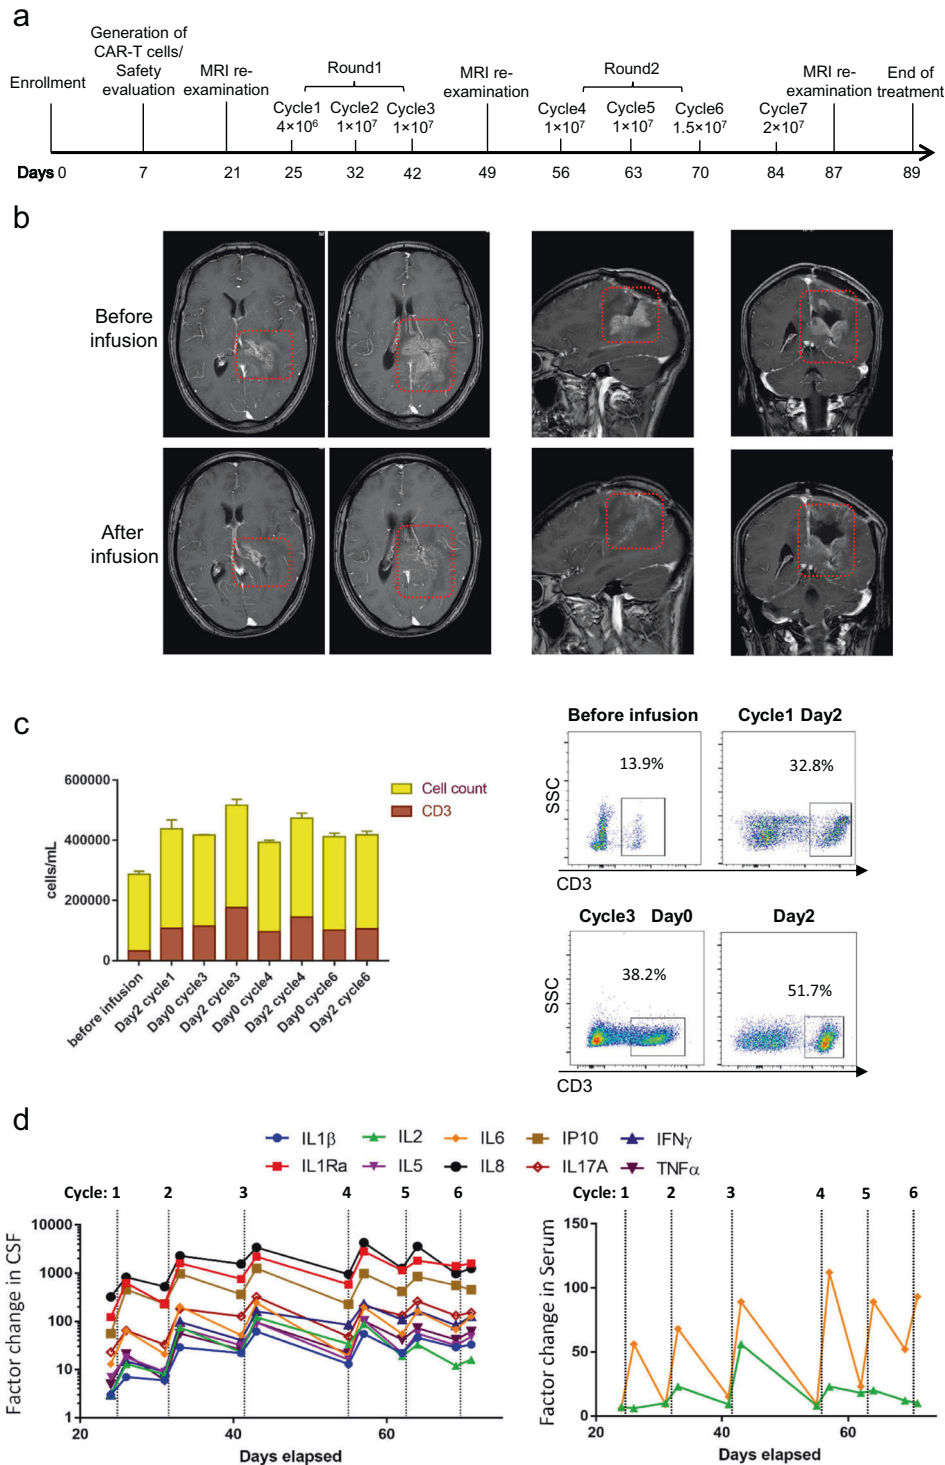 a
Generation of
CAR-T cells/
Safety
evaluation
Enrollment
MRI re-
examination
Round1
MRI re-
examination
Round2
MRI re-
examination
End of
treatment
Cycle1
4×10⁶
Cycle2
1×10⁷
Cycle3
1×10⁷
Cycle4
1×10⁷
Cycle5
1×10⁷
Cycle6
1.5×10⁷
Cycle7
2×10⁷
Days 0 7 21 25 32 42 49 56 63 70 84 87 89
b
Before
infusion
After
infusion
c
600000
400000
200000
0
cells/mL
Cell count
CD3
before infusion
Day2 cycle1
Day0 cycle3
Day2 cycle3
Day0 cycle4
Day2 cycle4
Day0 cycle6
Day2 cycle6
Before infusion
Cycle1 Day2
13.9%
32.8%
SSC
CD3
Cycle3 Day0
Day2
38.2%
51.7%
SSC
CD3
d
IL1β IL2 IL6 IP10 IFNγ
IL1Ra IL5 IL8 IL17A TNFα
Cycle: 1 2 3 4 5 6
10000
1000
100
10
1
Factor change in CSF
20 40 60
Days elapsed
Cycle: 1 2 3 4 5 6
150
100
50
0
Factor change in Serum
20 40 60
Days elapsed